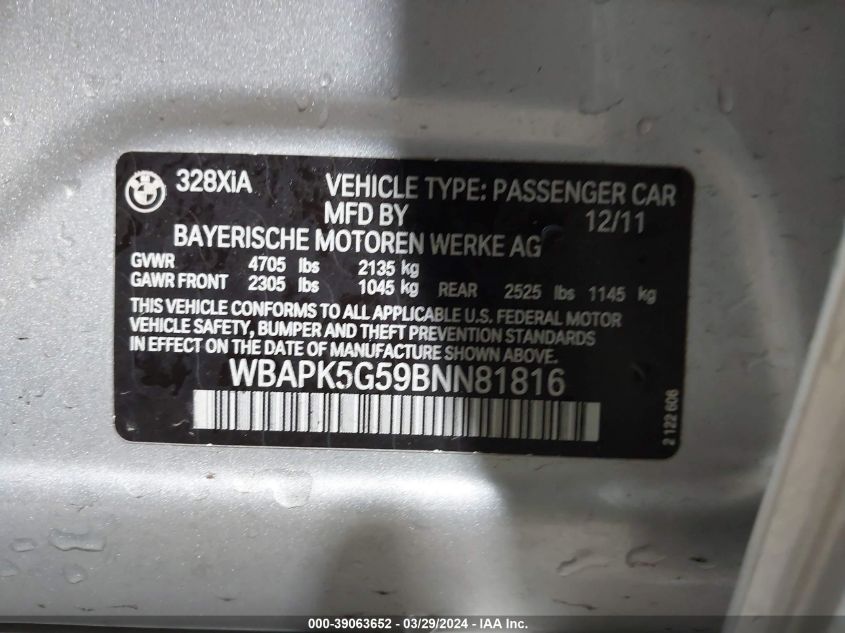 328XiA VEHICLE TYPE: PASSENGER CAR
MFD BY 12/11
BAYERISCHE MOTOREN WERKE AG
GVWR 4705 lbs 2135 kg
GAWR FRONT 2305 lbs 1045 kg REAR 2525 lbs 1145 kg
THIS VEHICLE CONFORMS TO ALL APPLICABLE U.S. FEDERAL MOTOR
VEHICLE SAFETY, BUMPER AND THEFT PREVENTION STANDARDS
IN EFFECT ON THE DATE OF MANUFACTURE SHOWN ABOVE.
WBAPK5G59BNN81816
2 122 606
000-39063652 - 03/29/2024 - IAA Inc.